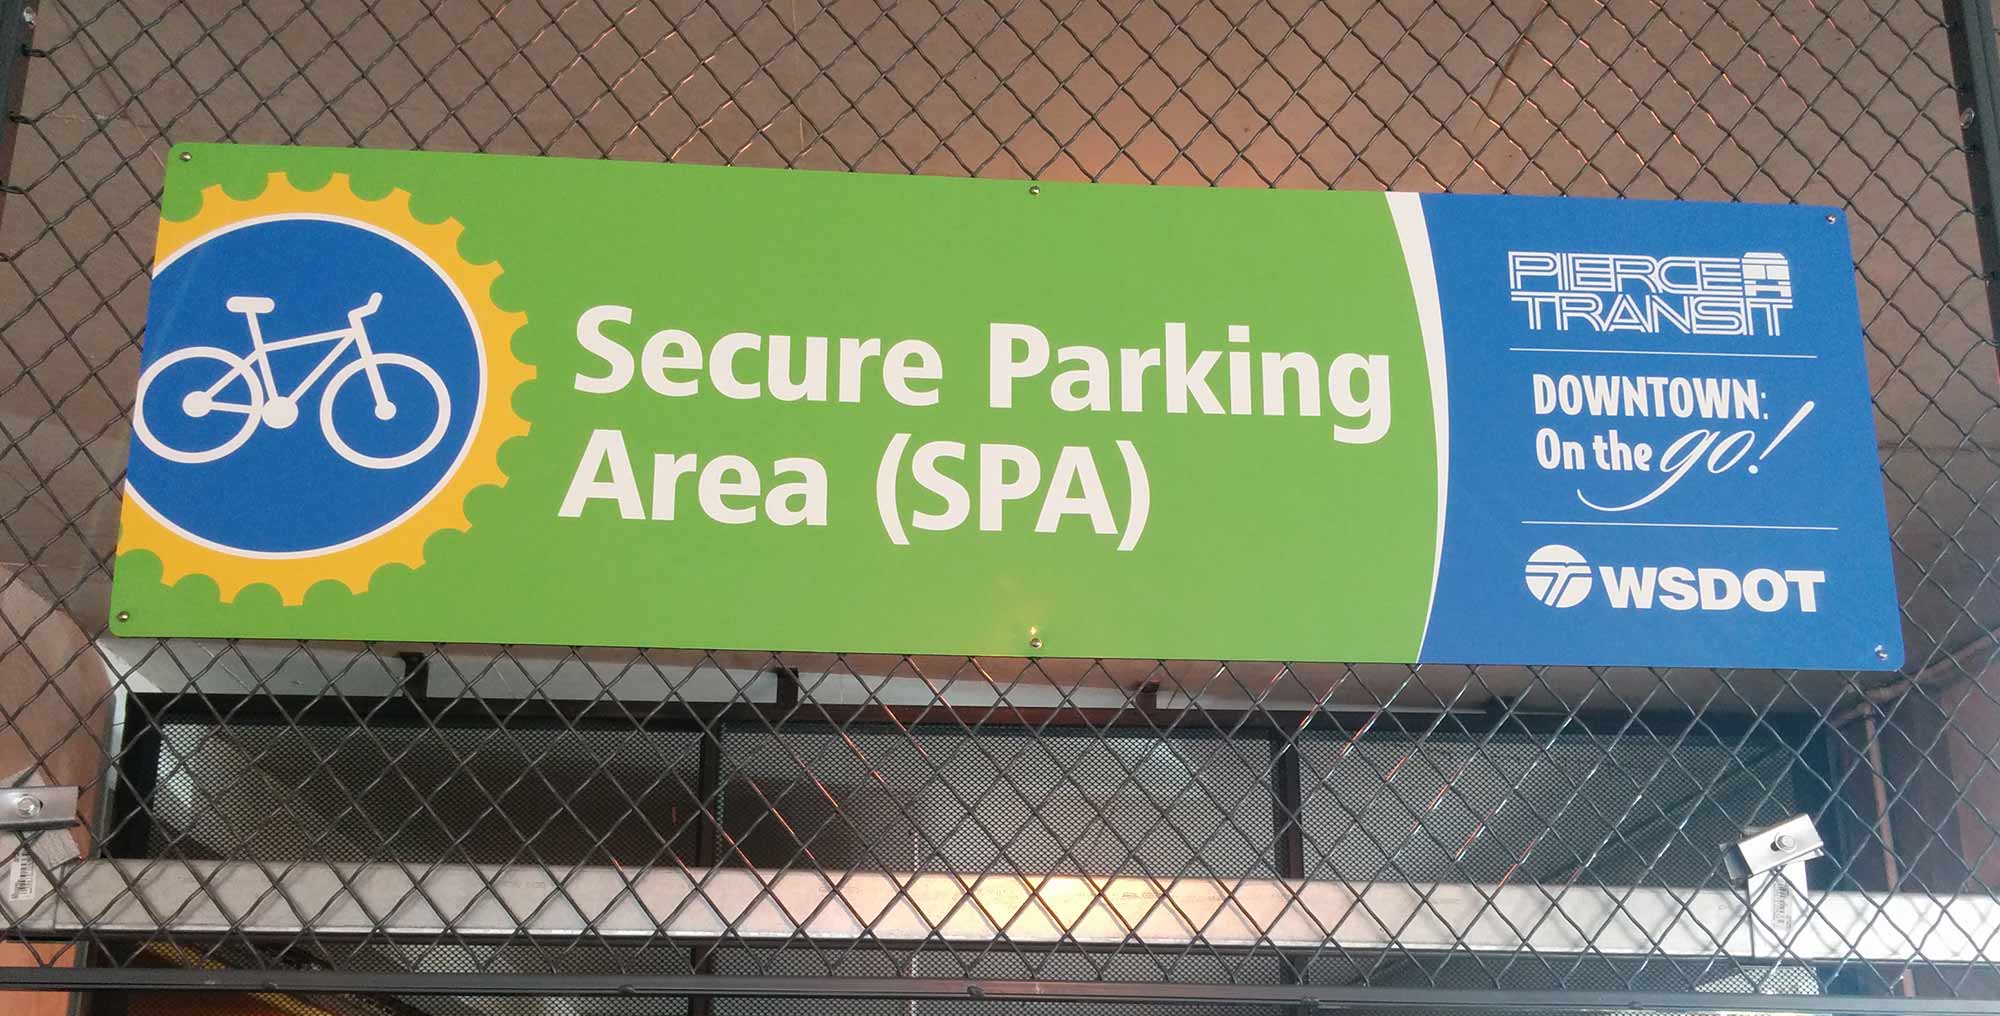 Secure Parking
Area (SPA)
PIERCE
TRANSIT
DOWNTOWN:
On the go!
WSDOT